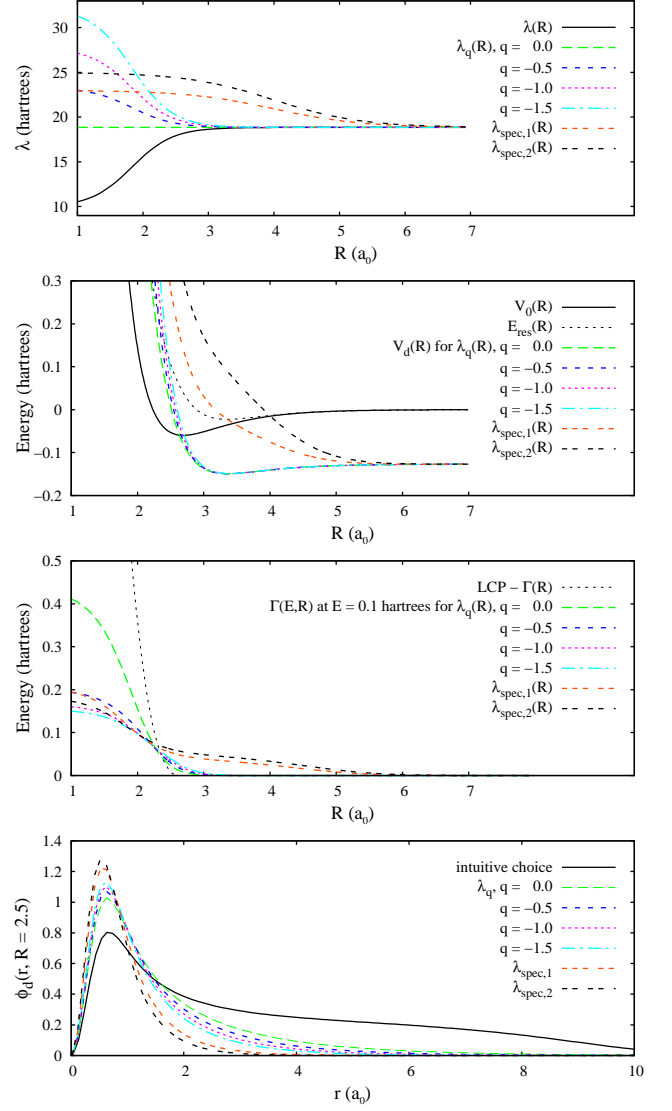 30
25
20
15
10
λ (hartrees)
λ(R)
λq(R), q = 0.0
q = −0.5
q = −1.0
q = −1.5
λspec,1(R)
λspec,2(R)
1 2 3 4 5 6 7
R (a0)
0.3
0.2
0.1
0
−0.1
−0.2
Energy (hartrees)
V0(R)
Eres(R)
Vd(R) for λq(R), q = 0.0
q = −0.5
q = −1.0
q = −1.5
λspec,1(R)
λspec,2(R)
1 2 3 4 5 6 7
R (a0)
0.5
0.4
0.3
0.2
0.1
0
Energy (hartrees)
LCP − Γ(R)
Γ(E,R) at E = 0.1 hartrees for λq(R), q = 0.0
q = −0.5
q = −1.0
q = −1.5
λspec,1(R)
λspec,2(R)
1 2 3 4 5 6 7 8
R (a0)
1.4
1.2
1
0.8
0.6
0.4
0.2
0
ϕd(r, R = 2.5)
intuitive choice
λq, q = 0.0
q = −0.5
q = −1.0
q = −1.5
λspec,1
λspec,2
0 2 4 6 8 10
r (a0)